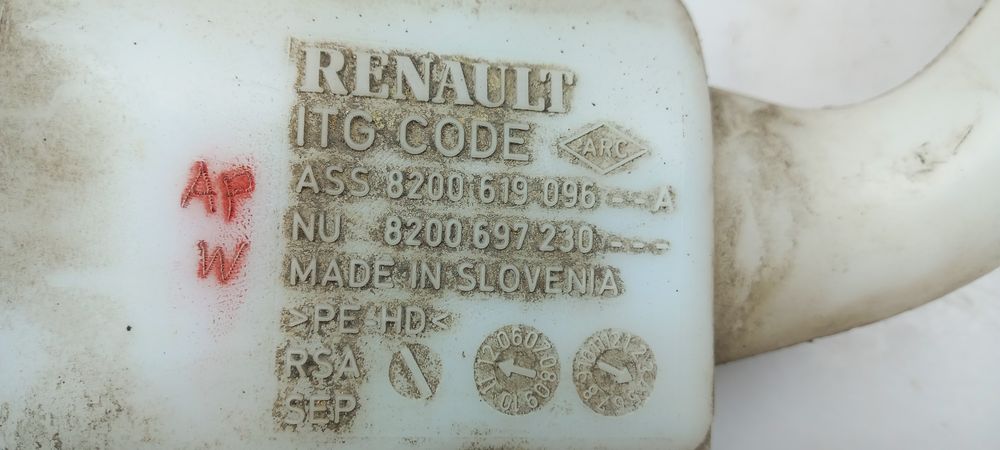 RENAULT
ITG CODE
ARC
ASS 8200 619 096 -- A
NU 8200 697 230 ---
MADE IN SLOVENIA
>PE-HD<
RSA
SEP
AP
W